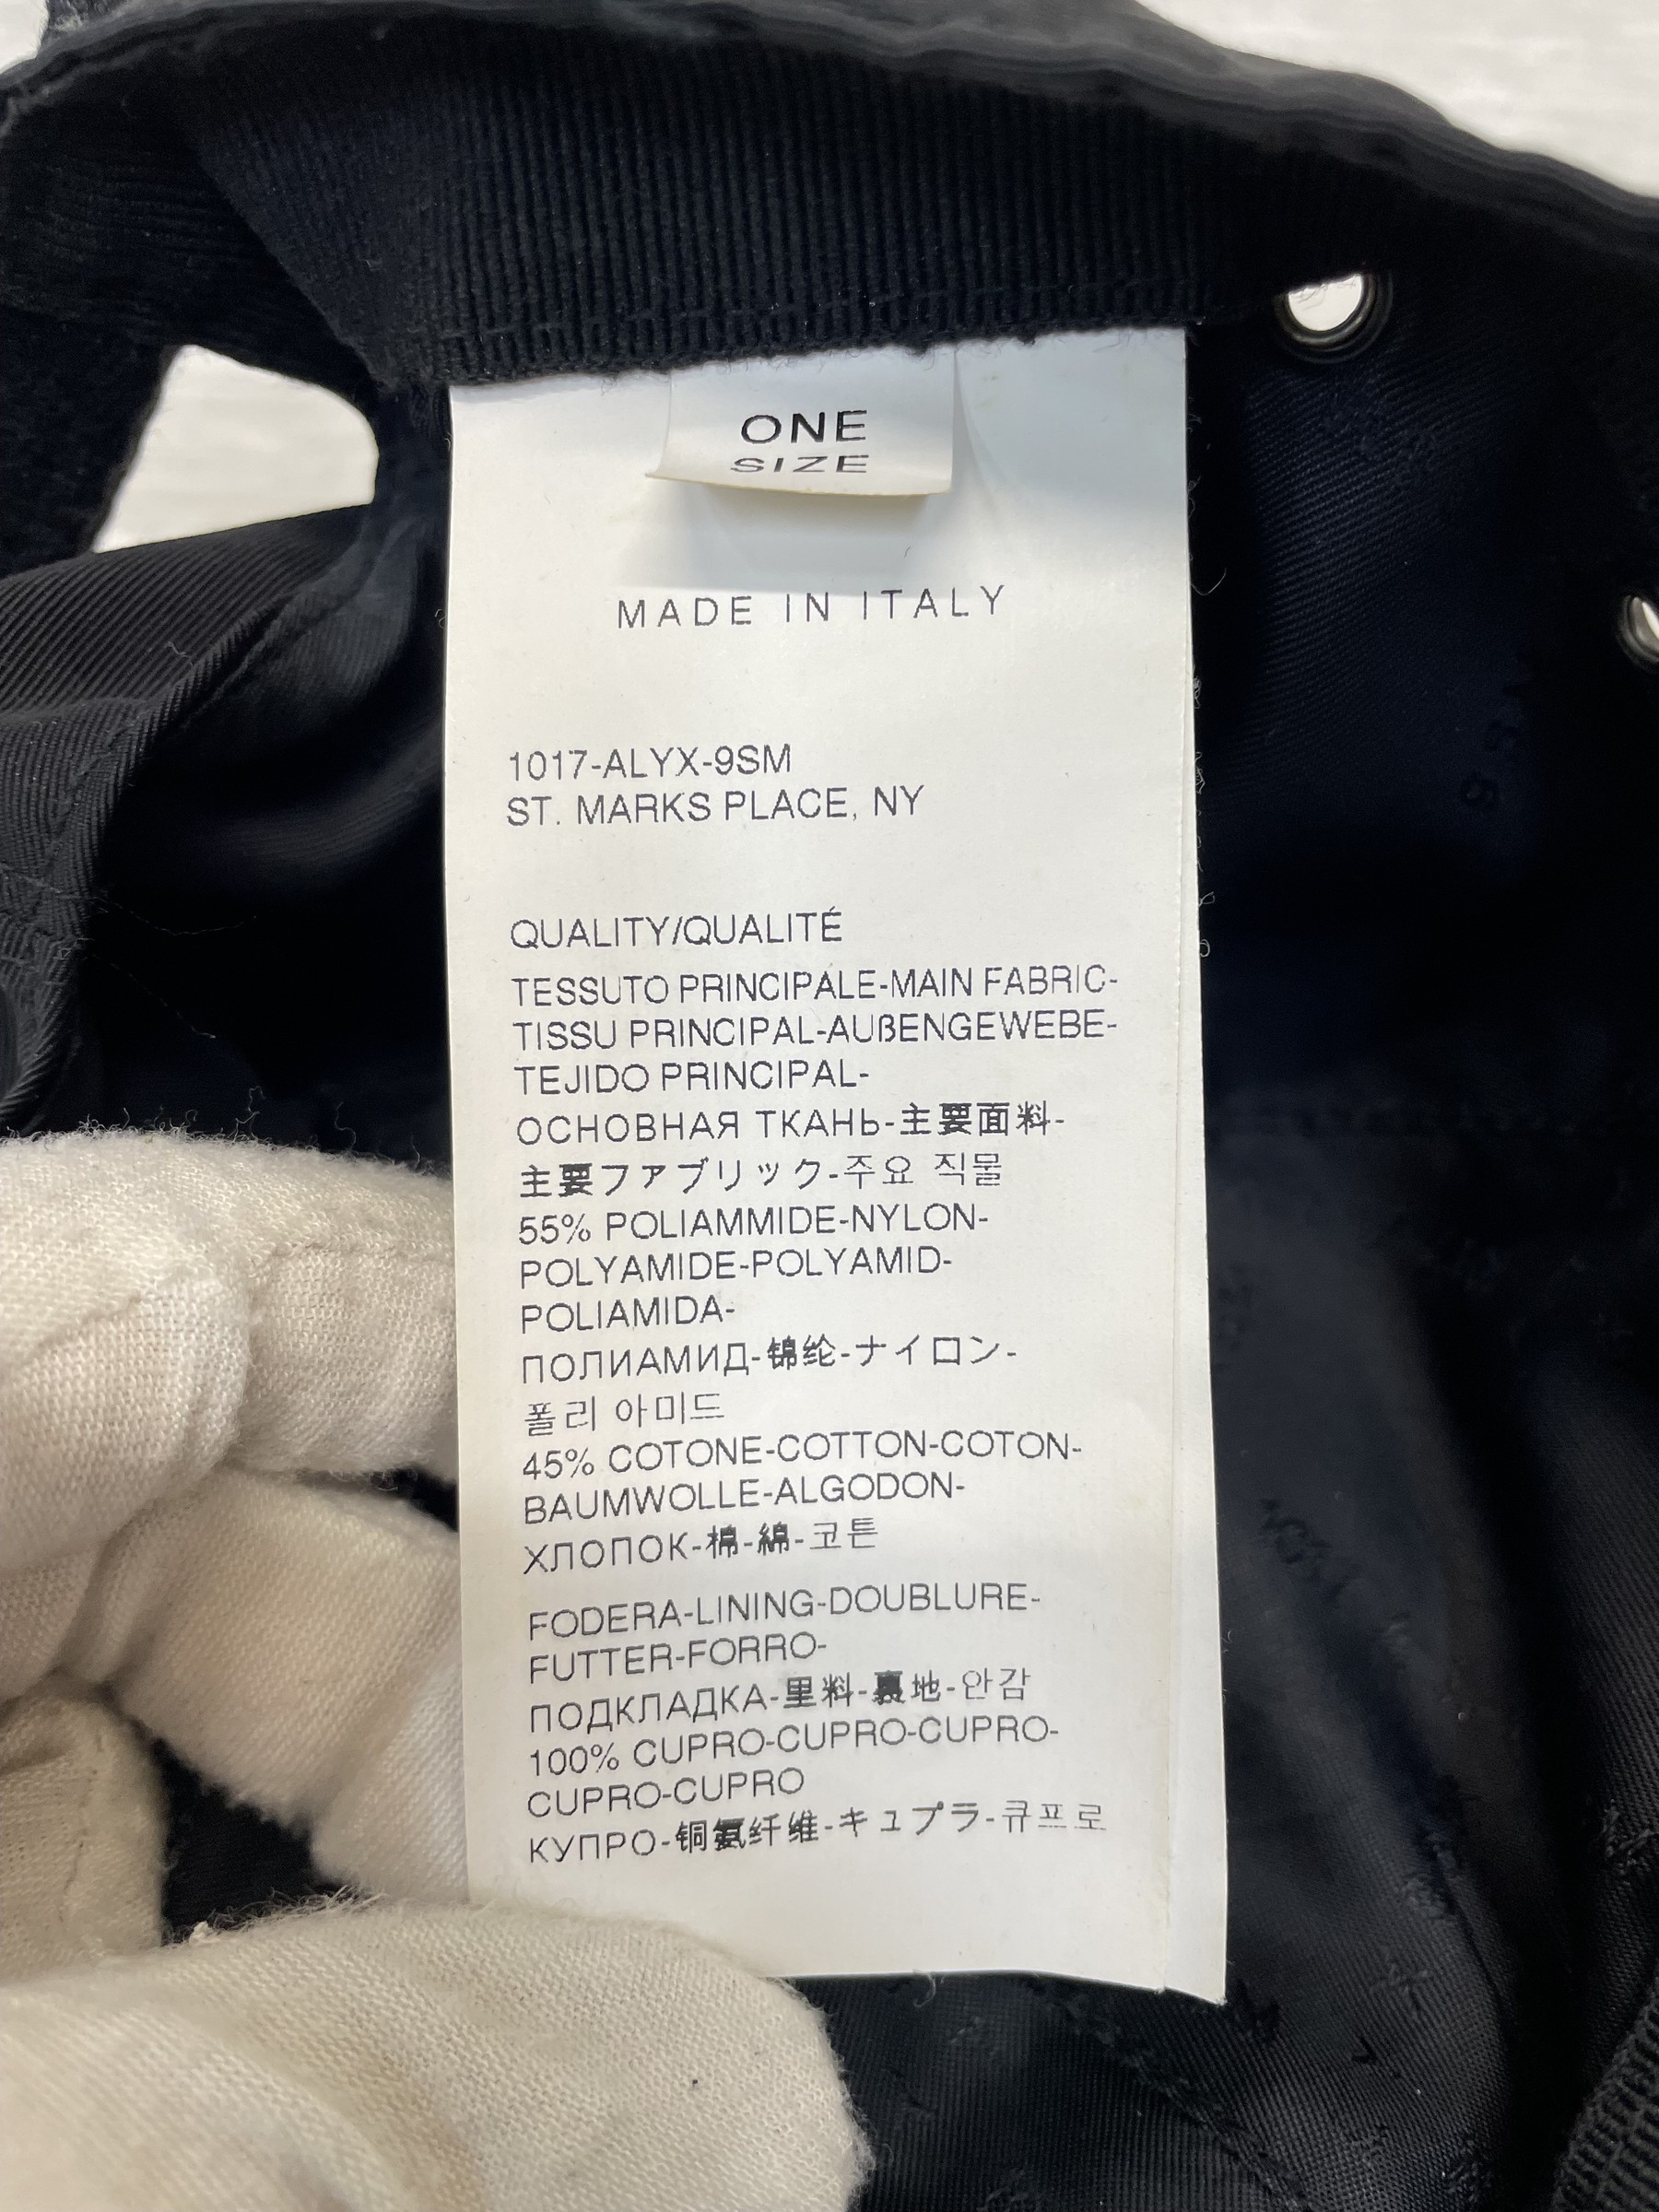 ONE
SIZE
MADE IN ITALY
1017-ALYX-9SM
ST. MARKS PLACE, NY
QUALITY/QUALITÉ
TESSUTO PRINCIPALE-MAIN FABRIC-
TISSU PRINCIPAL-AUßENGEWEBE-
TEJIDO PRINCIPAL-
ОСНОВНАЯ ТКАНЬ-主要面料-
主要ファブリック-주요 직물
55% POLIAMMIDE-NYLON-
POLYAMIDE-POLYAMID-
POLIAMIDA-
ПОЛИАМИД-锦纶-ナイロン-
폴리 아미드
45% COTONE-COTTON-COTON-
BAUMWOLLE-ALGODON-
ХЛОПОК-棉-綿-코튼
FODERA-LINING-DOUBLURE-
FUTTER-FORRO-
ПОДКЛАДКА-里料-裏地-안감
100% CUPRO-CUPRO-CUPRO-
CUPRO-CUPRO
КУПРО-铜氨纤维-キュプラ-큐프로